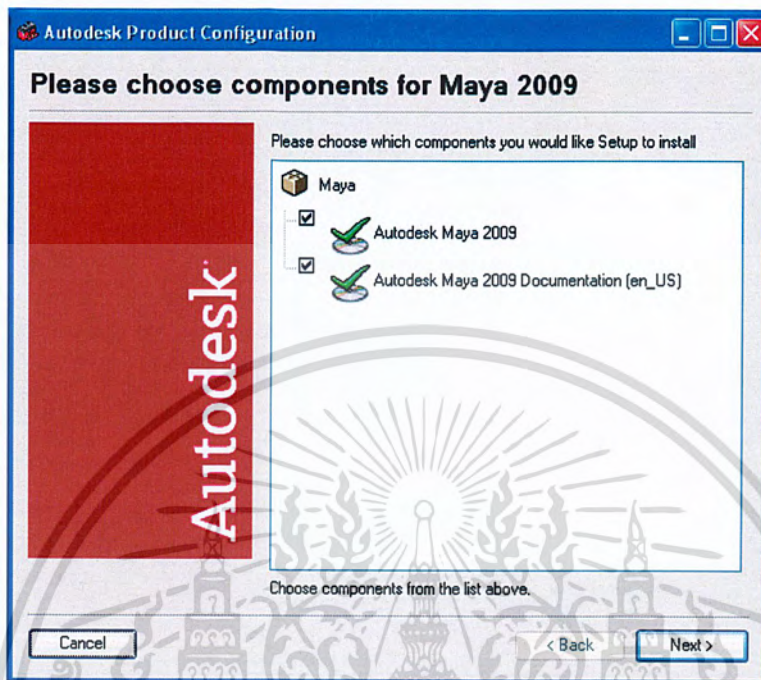 Autodesk Product Configuration
Please choose components for Maya 2009
Please choose which components you would like Setup to install
Maya
Autodesk Maya 2009
Autodesk Maya 2009 Documentation (en_US)
Autodesk
Choose components from the list above.
Cancel
< Back
Next >